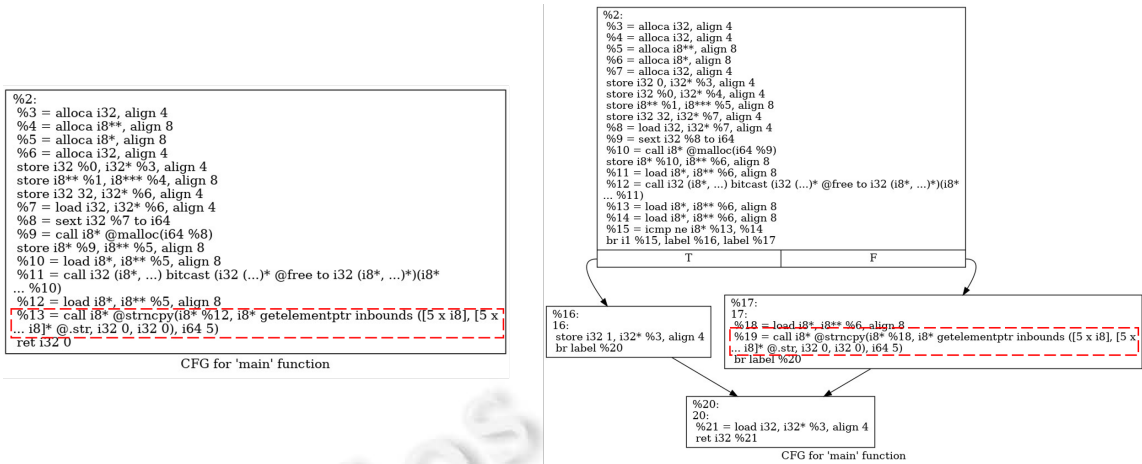 %2:
%3 = alloca i32, align 4
%4 = alloca i8**, align 8
%5 = alloca i8*, align 8
%6 = alloca i32, align 4
store i32 %0, i32* %3, align 4
store i8** %1, i8*** %4, align 8
store i32 32, i32* %6, align 4
%7 = load i32, i32* %6, align 4
%8 = sext i32 %7 to i64
%9 = call i8* @malloc(i64 %8)
store i8* %9, i8** %5, align 8
%10 = load i8*, i8** %5, align 8
%11 = call i32 (i8*, ...) bitcast (i32 (...)* @free to i32 (i8*, ...)*)(i8*
... %10)
%12 = load i8*, i8** %5, align 8
%13 = call i8* @strncpy(i8* %12, i8* getelementptr inbounds ([5 x i8], [5 x
... i8]* @.str, i32 0, i32 0), i64 5)
ret i32 0
CFG for 'main' function
%2:
%3 = alloca i32, align 4
%4 = alloca i32, align 4
%5 = alloca i8**, align 8
%6 = alloca i8*, align 8
%7 = alloca i32, align 4
store i32 0, i32* %3, align 4
store i32 %0, i32* %4, align 4
store i8** %1, i8*** %5, align 8
store i32 32, i32* %7, align 4
%8 = load i32, i32* %7, align 4
%9 = sext i32 %8 to i64
%10 = call i8* @malloc(i64 %9)
store i8* %10, i8** %6, align 8
%11 = load i8*, i8** %6, align 8
%12 = call i32 (i8*, ...) bitcast (i32 (...)* @free to i32 (i8*, ...)*)(i8*
... %11)
%13 = load i8*, i8** %6, align 8
%14 = load i8*, i8** %6, align 8
%15 = icmp ne i8* %13, %14
br i1 %15, label %16, label %17
T
F
%16:
16:
store i32 1, i32* %3, align 4
br label %20
%17:
17:
%18 = load i8*, i8** %6, align 8
%19 = call i8* @strncpy(i8* %18, i8* getelementptr inbounds ([5 x i8], [5 x
... i8]* @.str, i32 0, i32 0), i64 5)
br label %20
%20:
20:
%21 = load i32, i32* %3, align 4
ret i32 %21
CFG for 'main' function